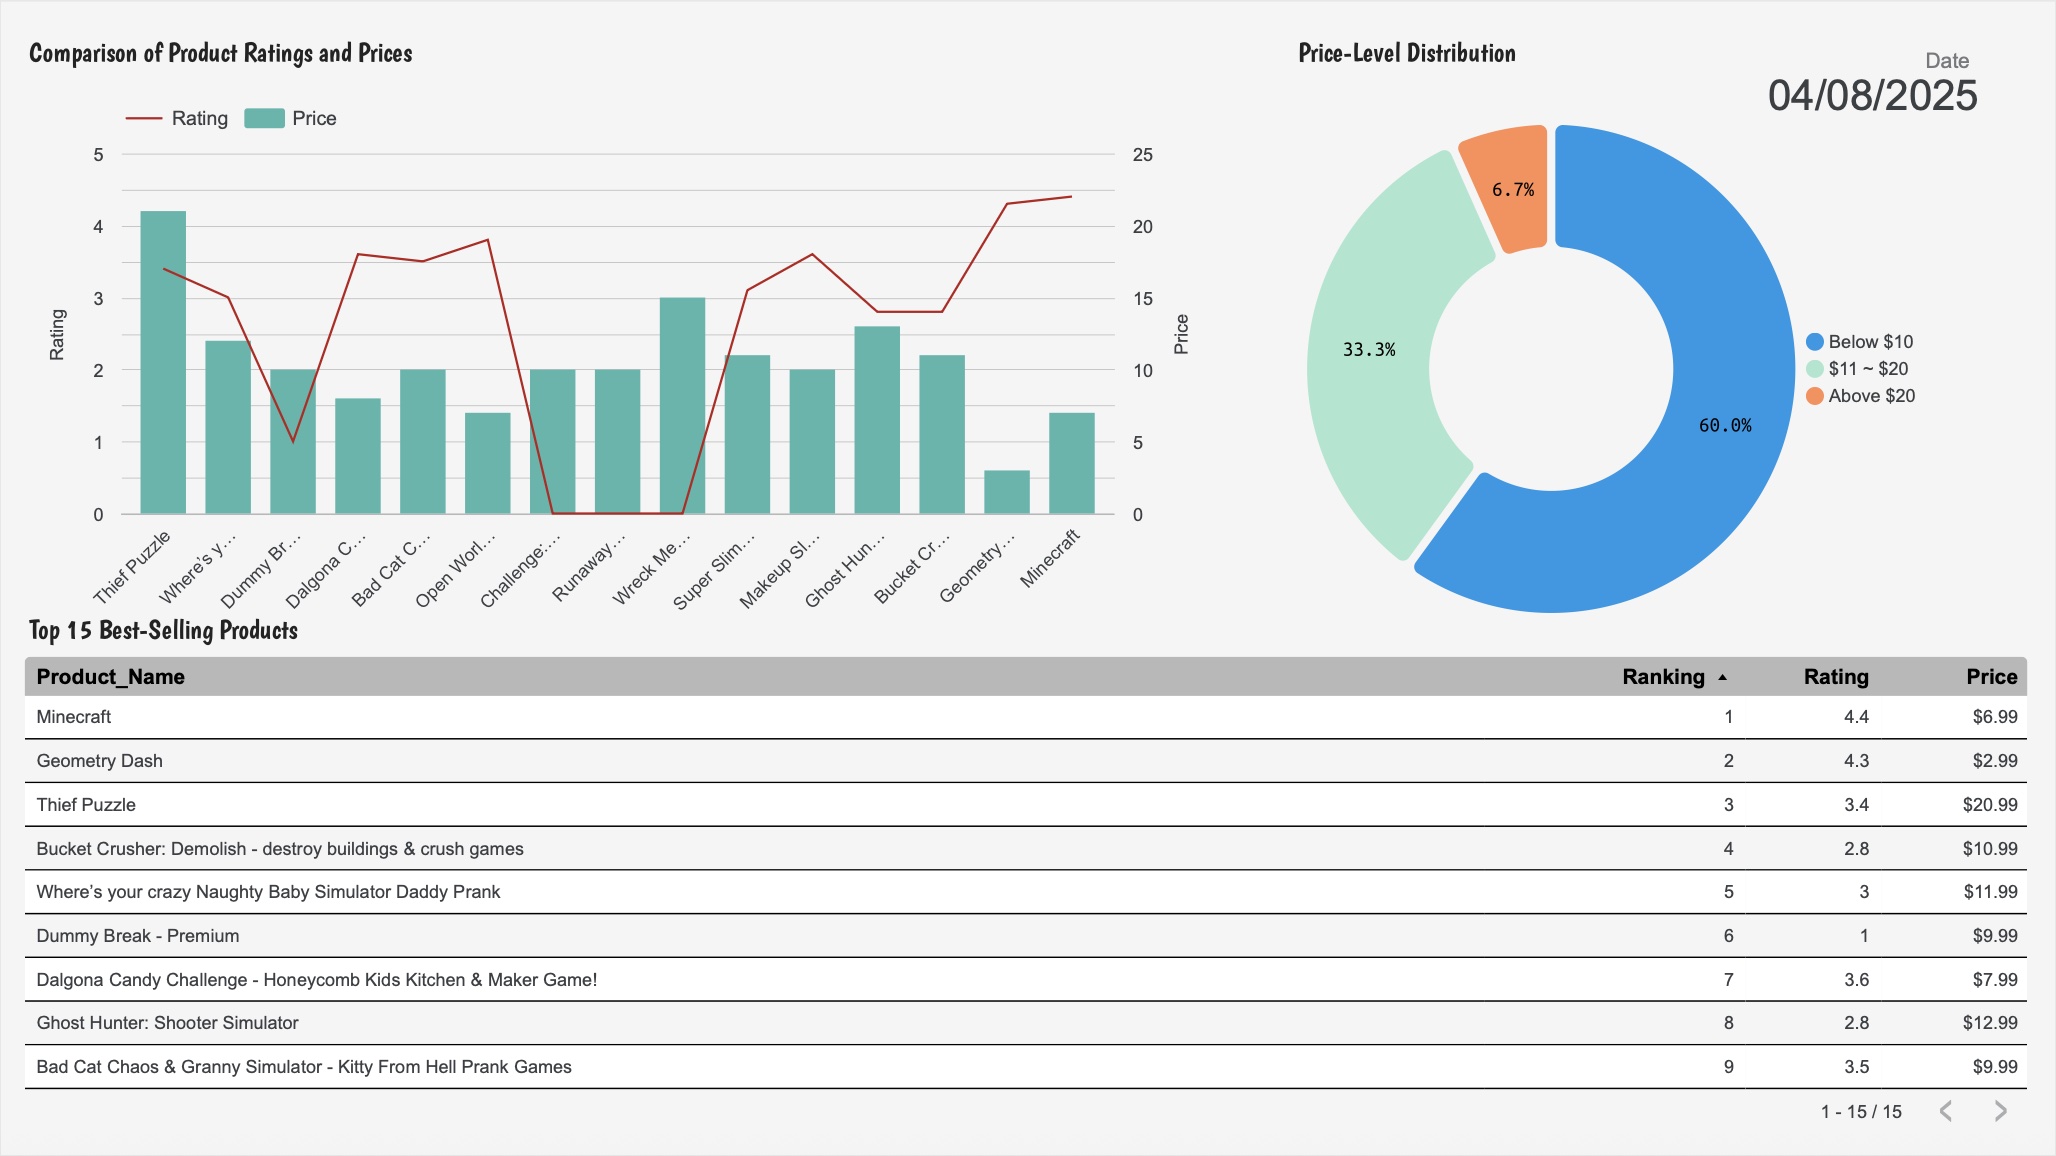 Comparison of Product Ratings and Prices
Rating Price
5
4
3
2
1
0
Rating
25
20
15
10
5
0
Price
Thief Puzzle
Where’s y...
Dummy Br...
Dalgona C...
Bad Cat C...
Open Worl...
Challenge:...
Runaway...
Wreck Me...
Super Slim...
Makeup Sl...
Ghost Hun...
Bucket Cr...
Geometry...
Minecraft
Price-Level Distribution
Date
04/08/2025
6.7%
33.3%
60.0%
Below $10
$11 ~ $20
Above $20
Top 15 Best-Selling Products
Product_Name Ranking Rating Price
Minecraft 1 4.4 $6.99
Geometry Dash 2 4.3 $2.99
Thief Puzzle 3 3.4 $20.99
Bucket Crusher: Demolish - destroy buildings & crush games 4 2.8 $10.99
Where’s your crazy Naughty Baby Simulator Daddy Prank 5 3 $11.99
Dummy Break - Premium 6 1 $9.99
Dalgona Candy Challenge - Honeycomb Kids Kitchen & Maker Game! 7 3.6 $7.99
Ghost Hunter: Shooter Simulator 8 2.8 $12.99
Bad Cat Chaos & Granny Simulator - Kitty From Hell Prank Games 9 3.5 $9.99
1 - 15 / 15